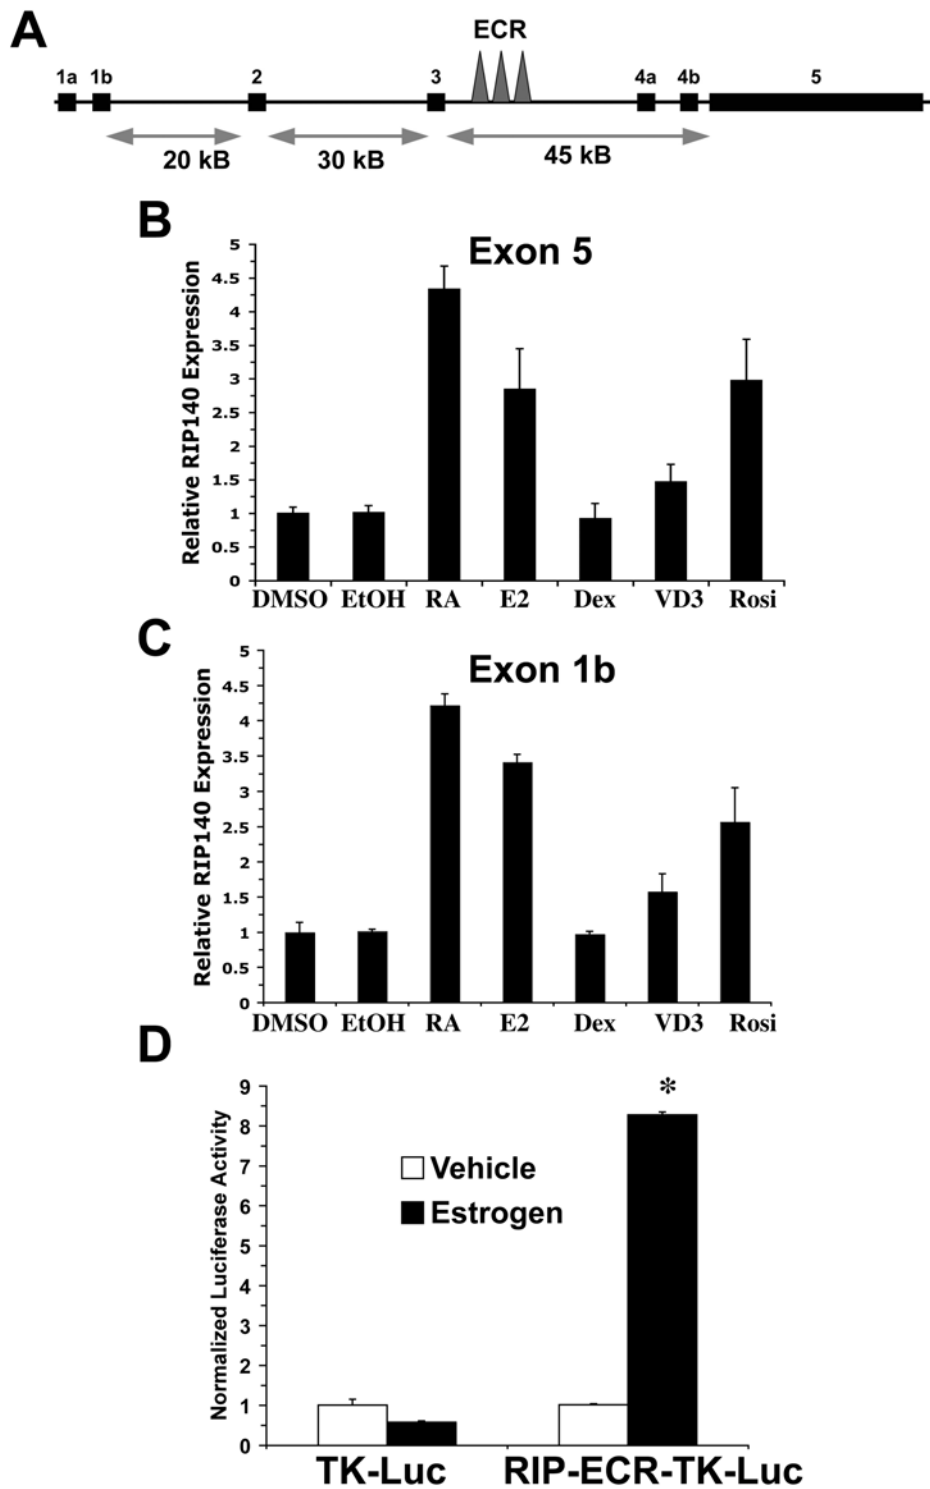 A
ECR
1a 1b 2 3 4a 4b 5
20 kB 30 kB 45 kB
B
Exon 5
Relative RIP140 Expression
5
4.5
4
3.5
3
2.5
2
1.5
1
0.5
0
DMSO EtOH RA E2 Dex VD3 Rosi
C
Exon 1b
Relative RIP140 Expression
5
4.5
4
3.5
3
2.5
2
1.5
1
0.5
0
DMSO EtOH RA E2 Dex VD3 Rosi
D
Normalized Luciferase Activity
9
8
7
6
5
4
3
2
1
0
*
Vehicle
Estrogen
TK-Luc RIP-ECR-TK-Luc